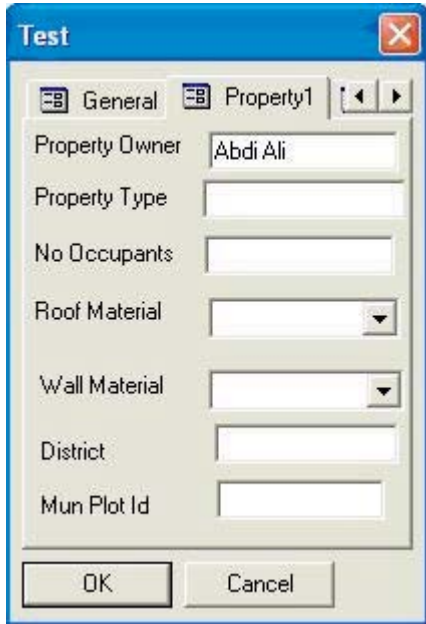 Test
General Property1
Property Owner Abdi Ali
Property Type
No Occupants
Roof Material
Wall Material
District
Mun Plot Id
OK Cancel